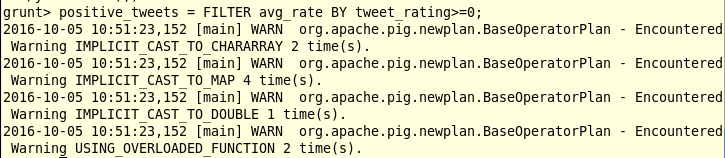 grunt> positive_tweets = FILTER avg_rate BY tweet_rating>=0;
2016-10-05 10:51:23,152 [main] WARN  org.apache.pig.newplan.BaseOperatorPlan - Encountered
 Warning IMPLICIT_CAST_TO_CHARARRAY 2 time(s).
2016-10-05 10:51:23,152 [main] WARN  org.apache.pig.newplan.BaseOperatorPlan - Encountered
 Warning IMPLICIT_CAST_TO_MAP 4 time(s).
2016-10-05 10:51:23,152 [main] WARN  org.apache.pig.newplan.BaseOperatorPlan - Encountered
 Warning IMPLICIT_CAST_TO_DOUBLE 1 time(s).
2016-10-05 10:51:23,152 [main] WARN  org.apache.pig.newplan.BaseOperatorPlan - Encountered
 Warning USING_OVERLOADED_FUNCTION 2 time(s).